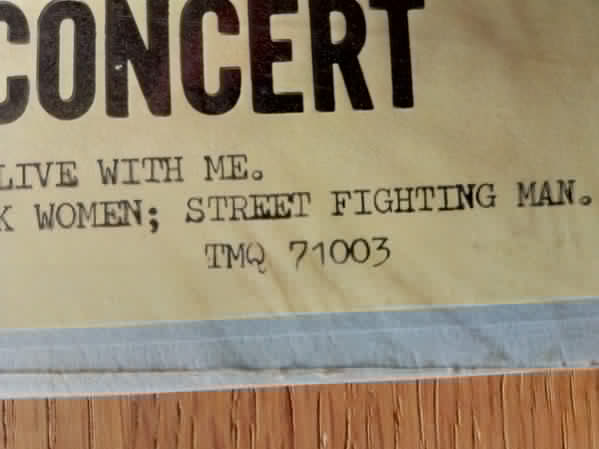 CONCERT
LIVE WITH ME.
K WOMEN; STREET FIGHTING MAN.
TMQ 71003